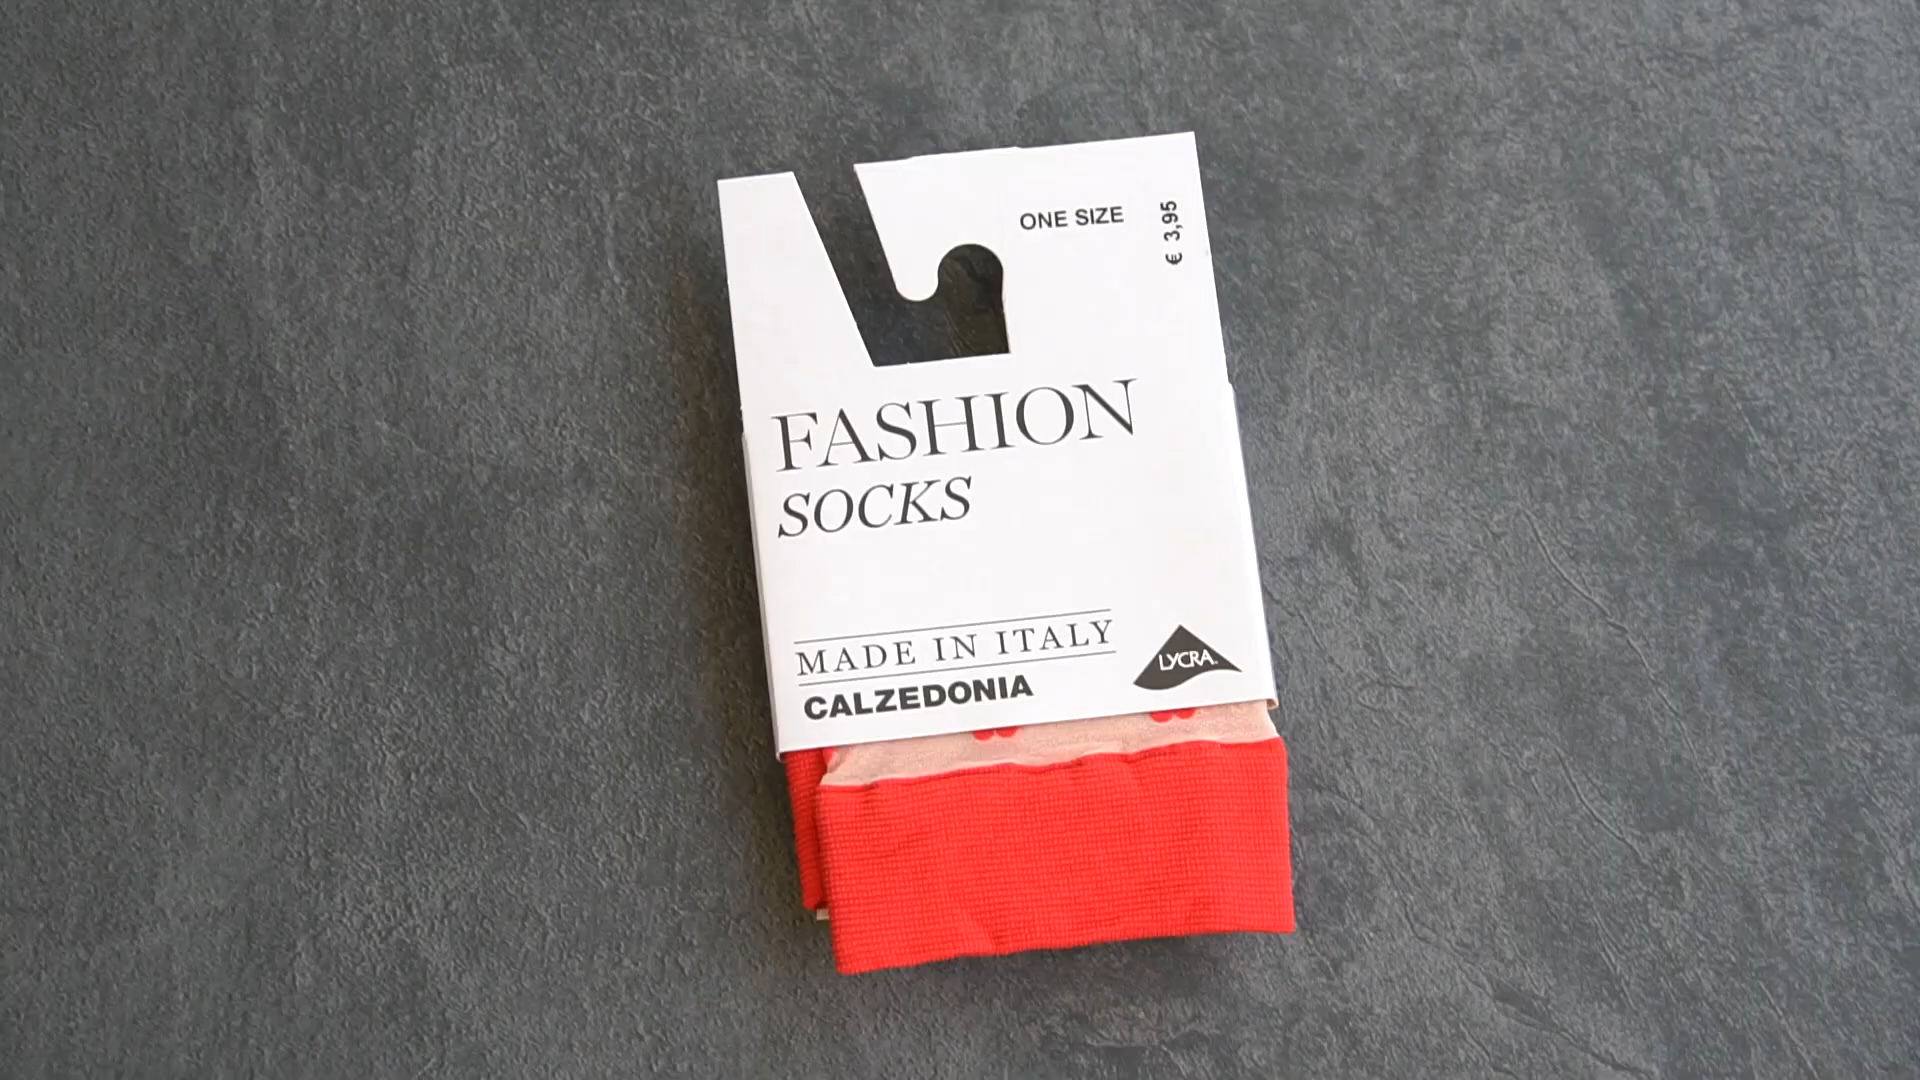 ONE SIZE
€ 3,95
FASHION
SOCKS
MADE IN ITALY
CALZEDONIA
LYCRA.